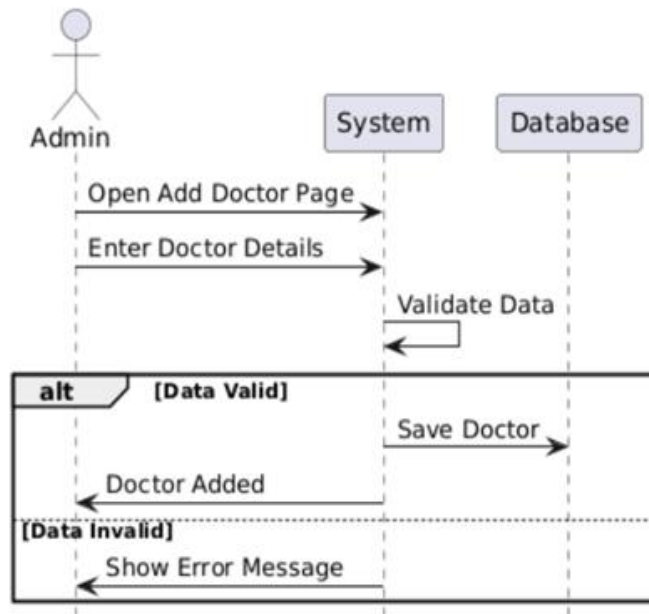 Admin
System
Database
Open Add Doctor Page
Enter Doctor Details
Validate Data
alt
[Data Valid]
Save Doctor
Doctor Added
[Data Invalid]
Show Error Message